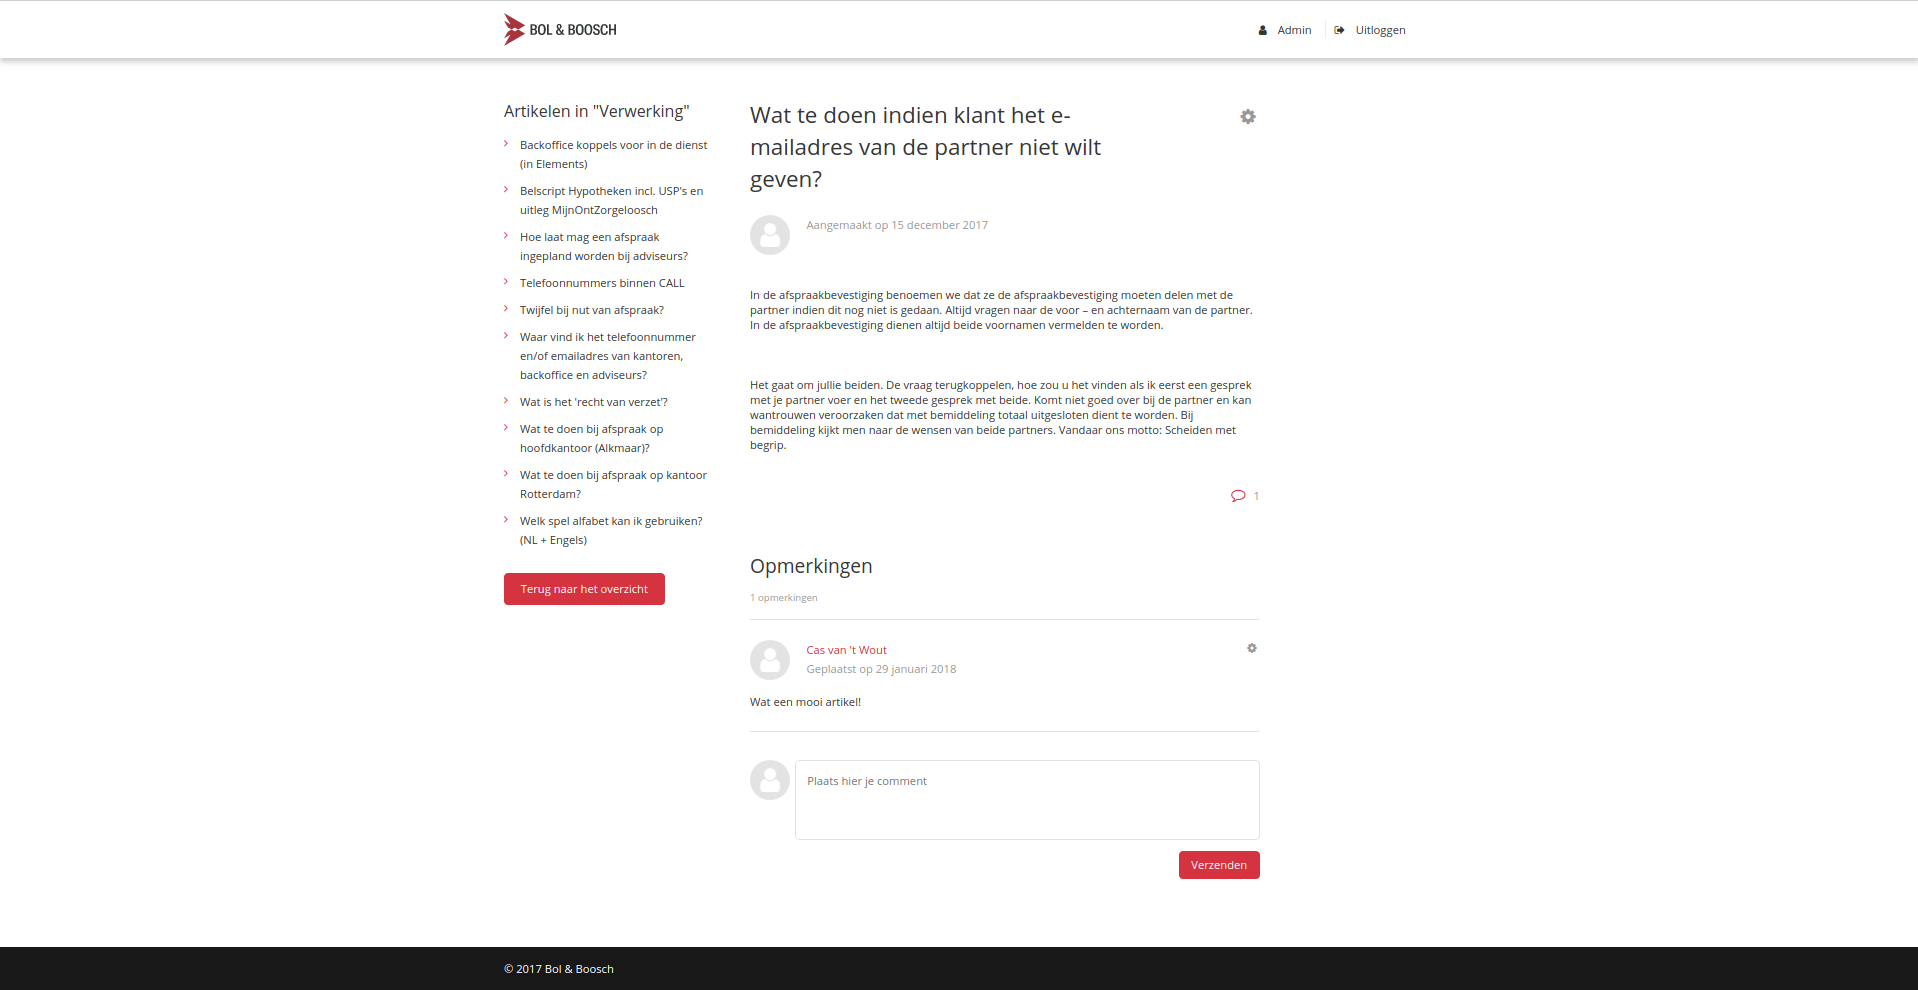 BOL & BOOSCH
Admin
Uitloggen
Artikelen in "Verwerking"
Backoffice koppels voor in de dienst
(in Elements)
Belscript Hypotheken incl. USP's en
uitleg MijnOntZorgeloosch
Hoe laat mag een afspraak
ingepland worden bij adviseurs?
Telefoonnummers binnen CALL
Twijfel bij nut van afspraak?
Waar vind ik het telefoonnummer
en/of emailadres van kantoren,
backoffice en adviseurs?
Wat is het 'recht van verzet'?
Wat te doen bij afspraak op
hoofdkantoor (Alkmaar)?
Wat te doen bij afspraak op kantoor
Rotterdam?
Welk spel alfabet kan ik gebruiken?
(NL + Engels)
Terug naar het overzicht
Wat te doen indien klant het e-
mailadres van de partner niet wilt
geven?
Aangemaakt op 15 december 2017
In de afspraakbevestiging benoemen we dat ze de afspraakbevestiging moeten delen met de
partner indien dit nog niet is gedaan. Altijd vragen naar de voor – en achternaam van de partner.
In de afspraakbevestiging dienen altijd beide voornamen vermelden te worden.
Het gaat om jullie beiden. De vraag terugkoppelen, hoe zou u het vinden als ik eerst een gesprek
met je partner voer en het tweede gesprek met beide. Komt niet goed over bij de partner en kan
wantrouwen veroorzaken dat met bemiddeling totaal uitgesloten dient te worden. Bij
bemiddeling kijkt men naar de wensen van beide partners. Vandaar ons motto: Scheiden met
begrip.
1
Opmerkingen
1 opmerkingen
Cas van 't Wout
Geplaatst op 29 januari 2018
Wat een mooi artikel!
Plaats hier je comment
Verzenden
© 2017 Bol & Boosch